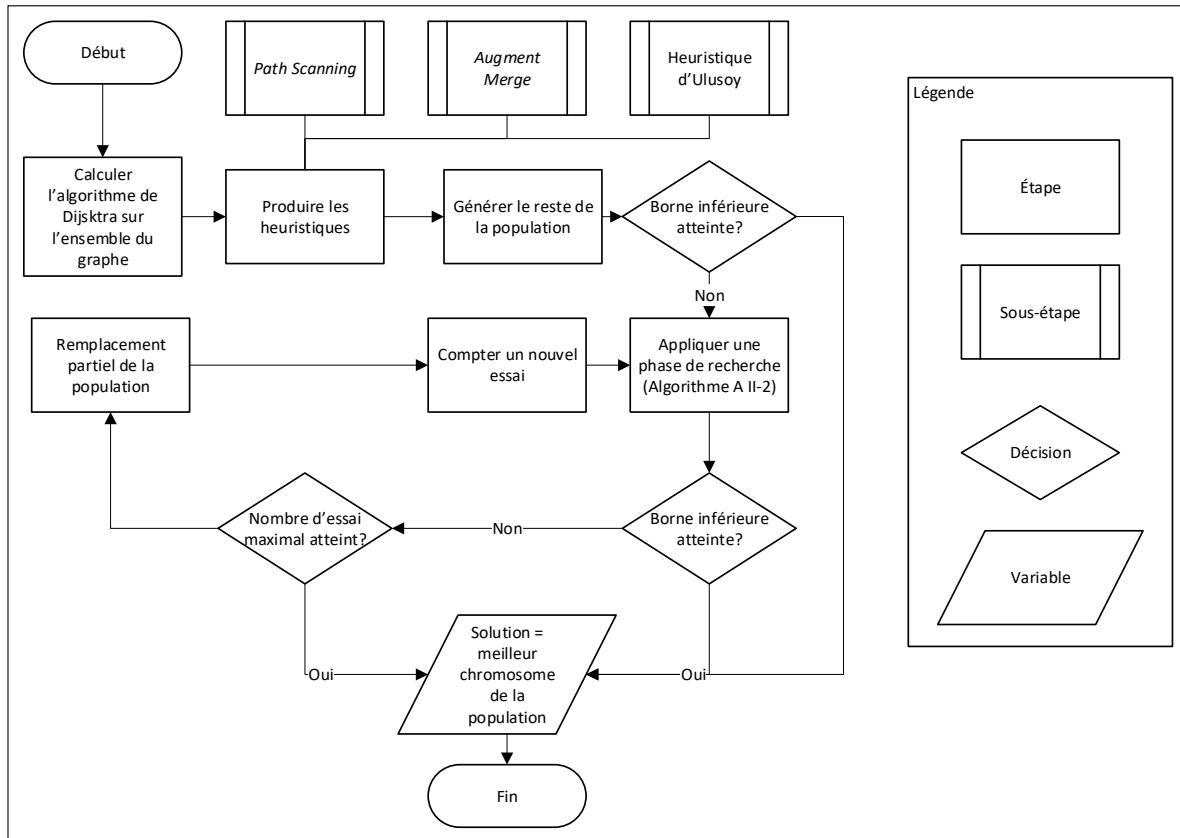 Début
Path Scanning
Augment
Merge
Heuristique
d’Ulusoy
Légende
Étape
Calculer
l’algorithme de
Dijsktra sur
l’ensemble du
graphe
Produire les
heuristiques
Générer le reste de
la population
Borne inférieure
atteinte?
Non
Sous-étape
Remplacement
partiel de la
population
Compter un nouvel
essai
Appliquer une
phase de recherche
(Algorithme A II-2)
Décision
Nombre d’essai
maximal atteint?
Non
Borne inférieure
atteinte?
Variable
Oui
Solution =
meilleur
chromosome
de la
population
Oui
Fin